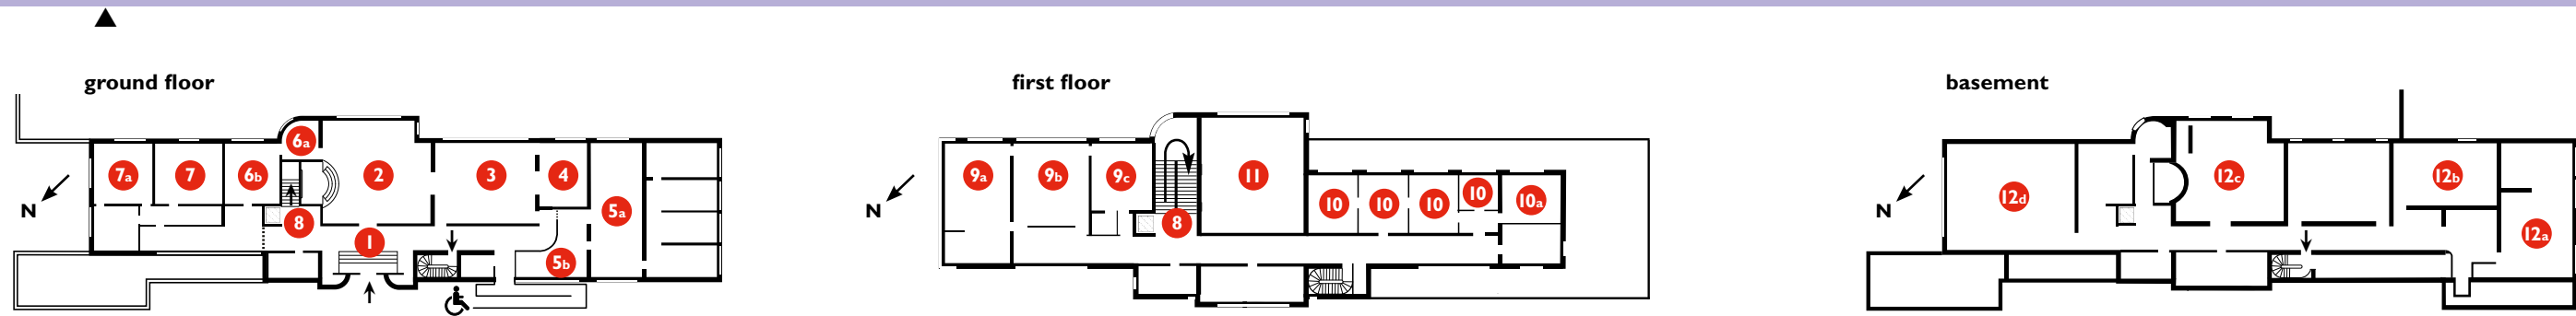 ground floor
6a
7a 7 6b 2 3 4
5a
N
8
1
5b
first floor
9a 9b 9c 11
10 10 10 10 10a
N
8
basement
12d 12c 12b
N
12a